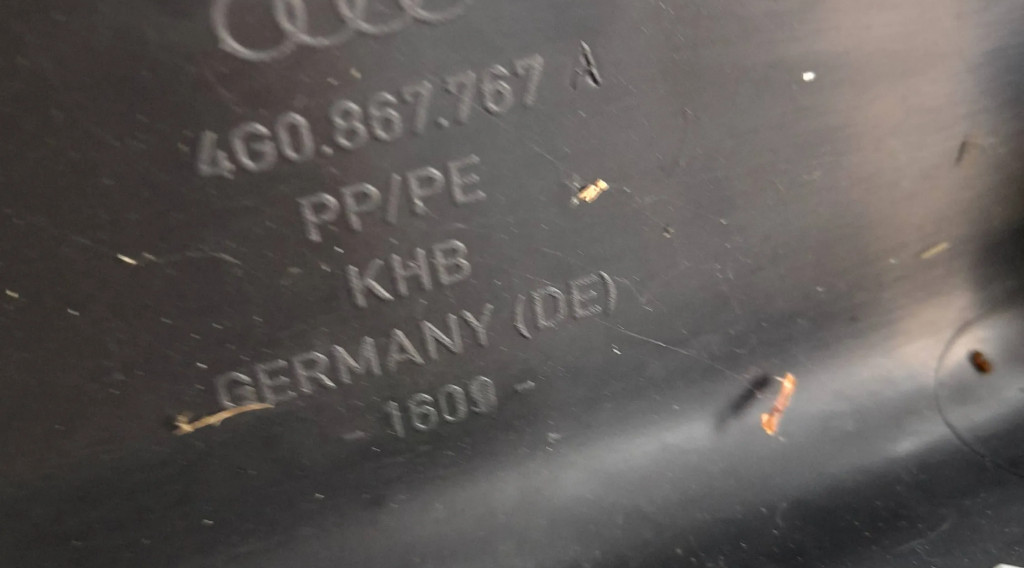 4G0.867.767 A
PP/PE
KHB
GERMANY (DE)
1609 -